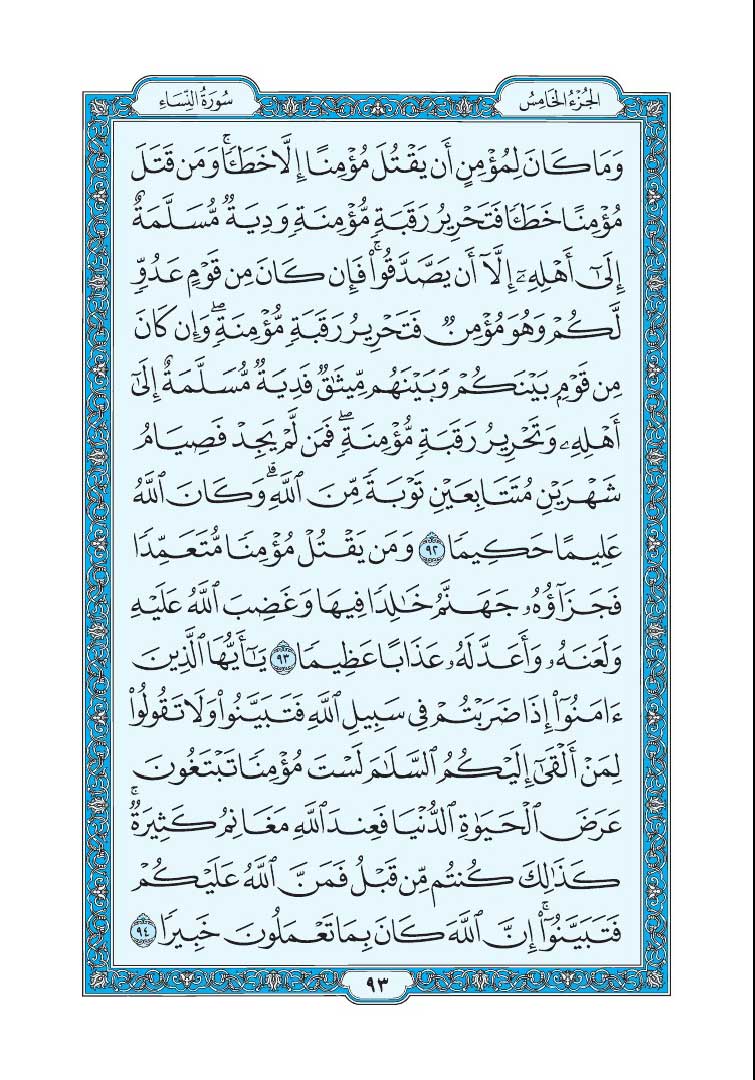 الجُزْءُ الخَامِسُ
سُورَةُ النِّسَاءِ
وَمَا كَانَ لِمُؤْمِنٍ أَن يَقْتُلَ مُؤْمِنًا إِلَّا خَطَـًٔا ۚ وَمَن قَتَلَ
مُؤْمِنًا خَطَـًٔا فَتَحْرِيرُ رَقَبَةٍ مُّؤْمِنَةٍ وَدِيَةٌ مُّسَلَّمَةٌ
إِلَىٰٓ أَهْلِهِۦٓ إِلَّآ أَن يَصَّدَّقُوا۟ ۚ فَإِن كَانَ مِن قَوْمٍ عَدُوٍّ
لَّكُمْ وَهُوَ مُؤْمِنٌ فَتَحْرِيرُ رَقَبَةٍ مُّؤْمِنَةٍ ۖ وَإِن كَانَ
مِن قَوْمٍۭ بَيْنَكُمْ وَبَيْنَهُم مِّيثَـٰقٌ فَدِيَةٌ مُّسَلَّمَةٌ إِلَىٰٓ
أَهْلِهِۦ وَتَحْرِيرُ رَقَبَةٍ مُّؤْمِنَةٍ ۖ فَمَن لَّمْ يَجِدْ فَصِيَامُ
شَهْرَيْنِ مُتَتَابِعَيْنِ تَوْبَةً مِّنَ ٱللَّهِ ۗ وَكَانَ ٱللَّهُ
عَلِيمًا حَكِيمًا ٩٢ وَمَن يَقْتُلْ مُؤْمِنًا مُّتَعَمِّدًا
فَجَزَآؤُهُۥ جَهَنَّمُ خَـٰلِدًا فِيهَا وَغَضِبَ ٱللَّهُ عَلَيْهِ
وَلَعَنَهُۥ وَأَعَدَّ لَهُۥ عَذَابًا عَظِيمًا ٩٣ يَـٰٓأَيُّهَا ٱلَّذِينَ
ءَامَنُوٓا۟ إِذَا ضَرَبْتُمْ فِى سَبِيلِ ٱللَّهِ فَتَبَيَّنُوا۟ وَلَا تَقُولُوا۟
لِمَنْ أَلْقَىٰٓ إِلَيْكُمُ ٱلسَّلَـٰمَ لَسْتَ مُؤْمِنًا تَبْتَغُونَ
عَرَضَ ٱلْحَيَوٰةِ ٱلدُّنْيَا فَعِندَ ٱللَّهِ مَغَانِمُ كَثِيرَةٌ ۚ
كَذَٰلِكَ كُنتُم مِّن قَبْلُ فَمَنَّ ٱللَّهُ عَلَيْكُمْ
فَتَبَيَّنُوٓا۟ ۚ إِنَّ ٱللَّهَ كَانَ بِمَا تَعْمَلُونَ خَبِيرًا ٩٤
٩٣